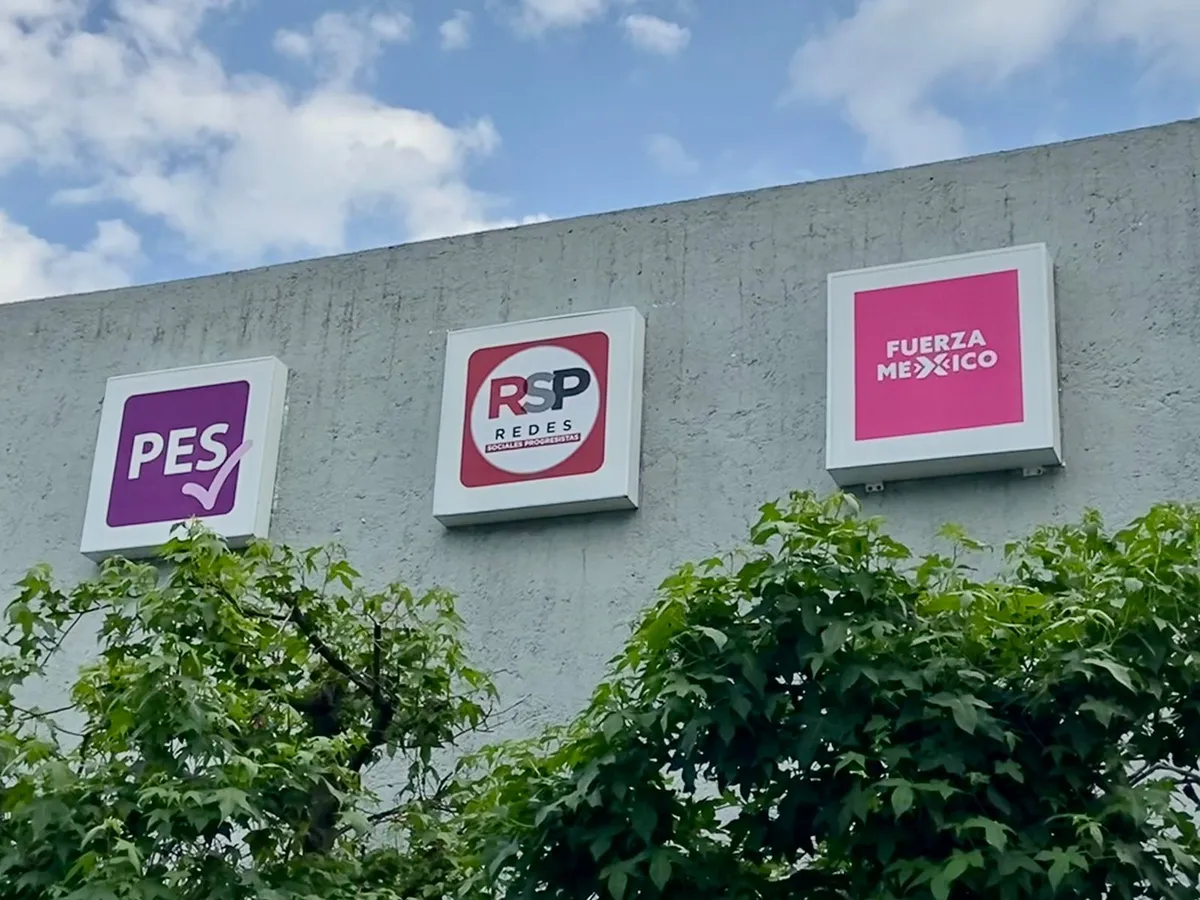 PES
RSP
REDES
SOCIALES PROGRESISTAS
FUERZA
MEXICO